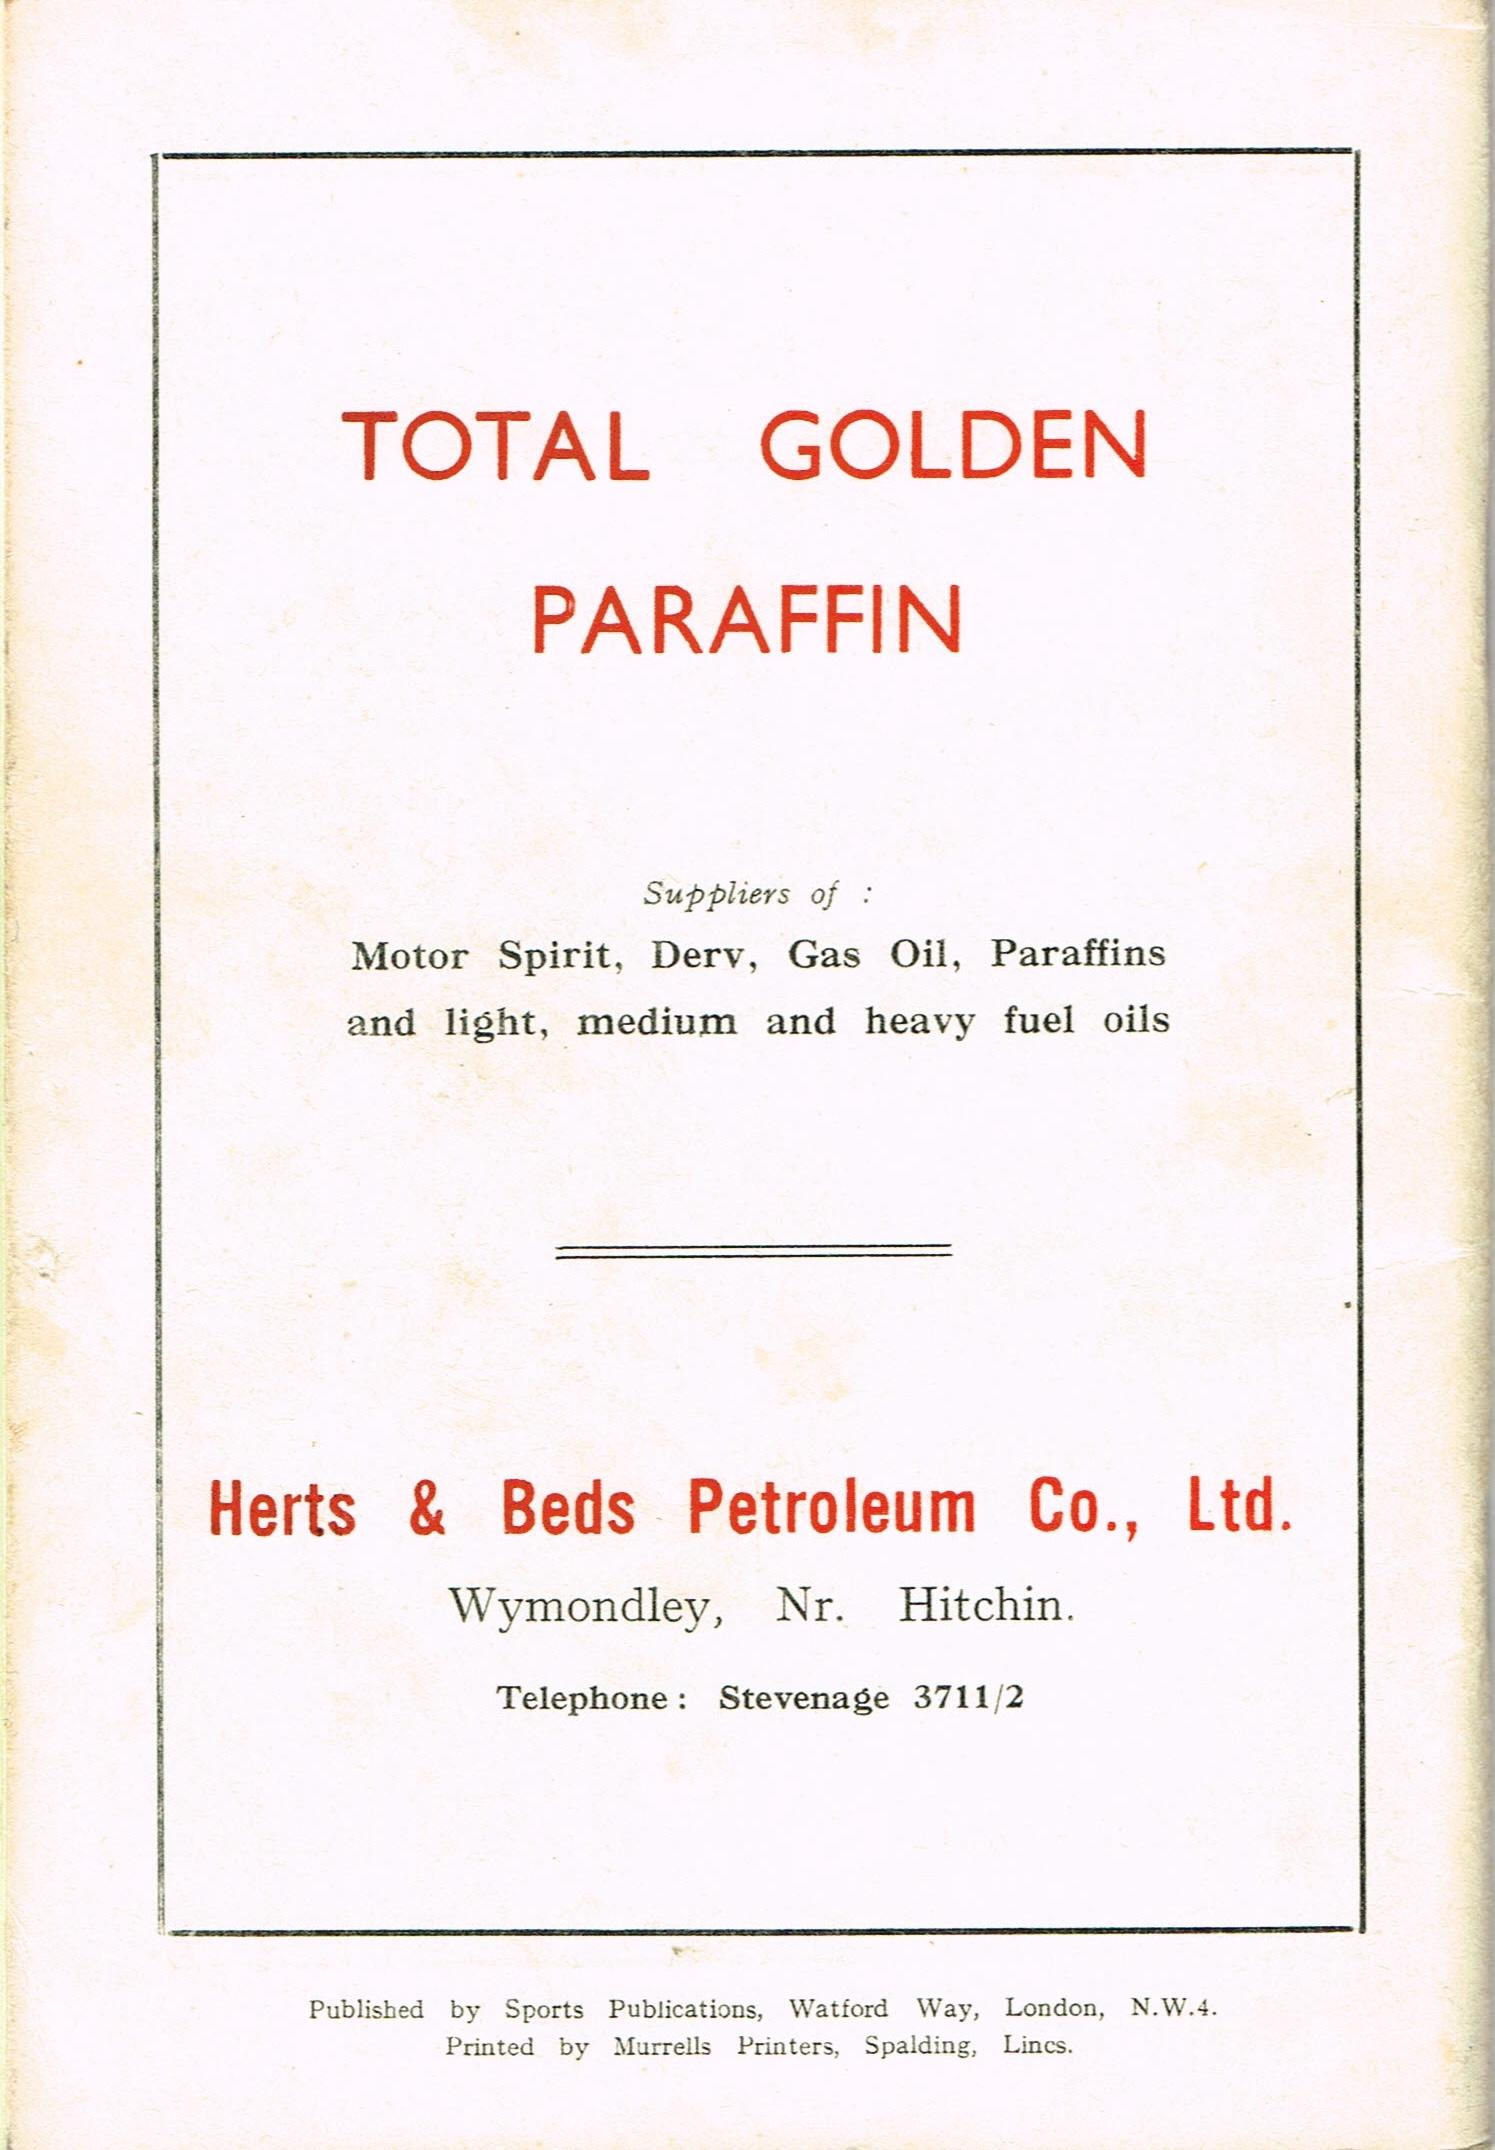 TOTAL GOLDEN
PARAFFIN
Suppliers of :
Motor Spirit, Derv, Gas Oil, Paraffins
and light, medium and heavy fuel oils
Herts & Beds Petroleum Co., Ltd.
Wymondley, Nr. Hitchin.
Telephone : Stevenage 3711/2
Published by Sports Publications, Watford Way, London, N.W.4.
Printed by Murrells Printers, Spalding, Lincs.